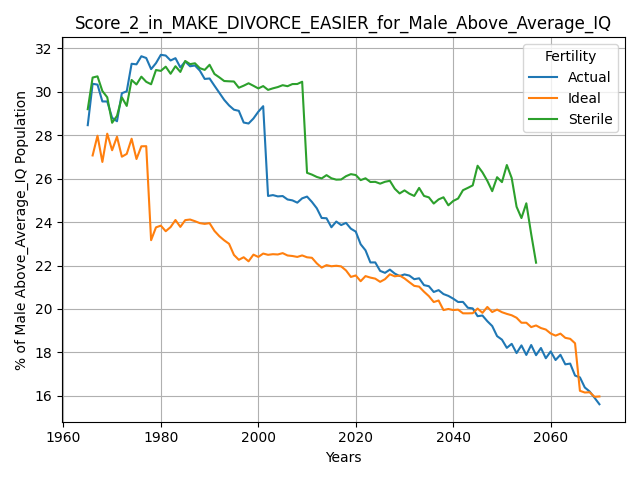 Score_2_in_MAKE_DIVORCE_EASIER_for_Male_Above_Average_IQ
% of Male Above_Average_IQ Population
32
30
28
26
24
22
20
18
16
Fertility
Actual
Ideal
Sterile
1960 1980 2000 2020 2040 2060
Years